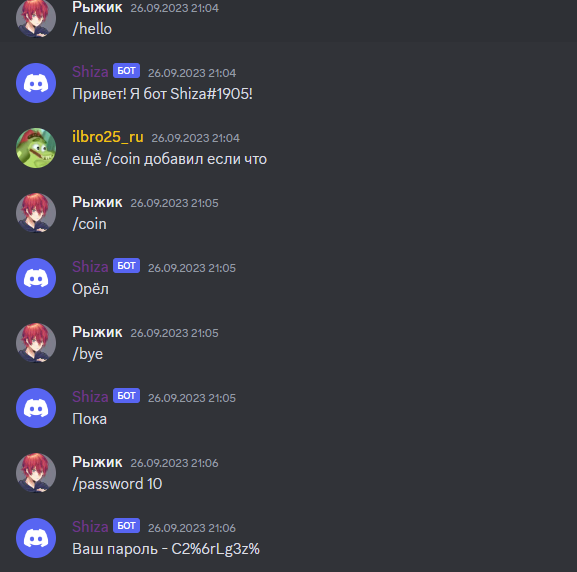 Рыжик 26.09.2023 21:04
/hello
Shiza БОТ 26.09.2023 21:04
Привет! Я бот Shiza#1905!
ilbro25_ru 26.09.2023 21:04
ещё /coin добавил если что
Рыжик 26.09.2023 21:05
/coin
Shiza БОТ 26.09.2023 21:05
Орёл
Рыжик 26.09.2023 21:05
/bye
Shiza БОТ 26.09.2023 21:05
Пока
Рыжик 26.09.2023 21:06
/password 10
Shiza БОТ 26.09.2023 21:06
Ваш пароль - C2%6rLg3z%